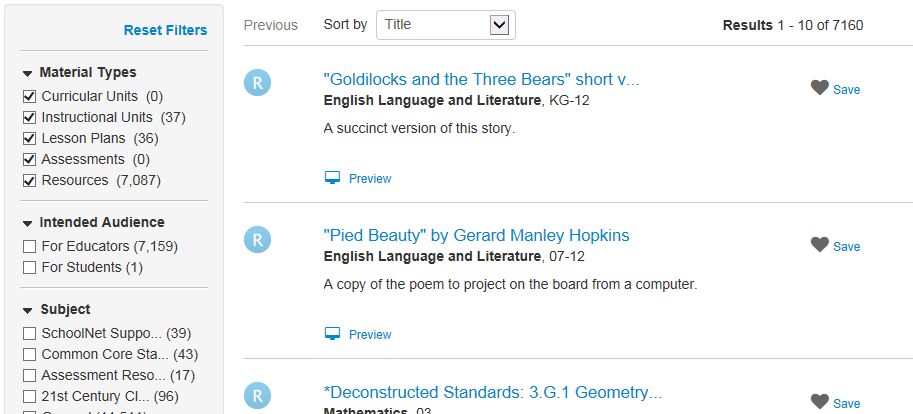 Reset Filters
Material Types
Curricular Units (0)
Instructional Units (37)
Lesson Plans (36)
Assessments (0)
Resources (7,087)
Intended Audience
For Educators (7,159)
For Students (1)
Subject
SchoolNet Suppo... (39)
Common Core Sta... (43)
Assessment Reso... (17)
21st Century Cl... (96)
Previous Sort by Title Results 1 - 10 of 7160
R "Goldilocks and the Three Bears" short v...
English Language and Literature, KG-12 Save
A succinct version of this story.
Preview
R "Pied Beauty" by Gerard Manley Hopkins
English Language and Literature, 07-12 Save
A copy of the poem to project on the board from a computer.
Preview
R *Deconstructed Standards: 3.G.1 Geometry...
Mathematics, 03 Save